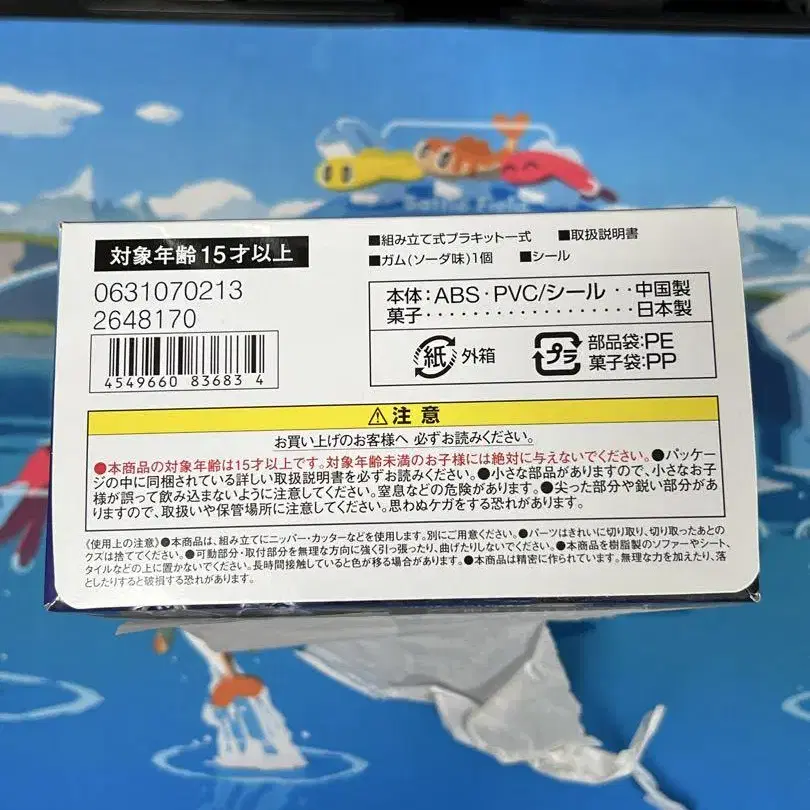 対象年齢15才以上
0631070213
2648170
4549660 83683 4
■組み立て式プラキット一式 ■取扱説明書
■ガム(ソーダ味)1個 ■シール
本体:ABS・PVC/シール・・中国製
菓子・・・・・・・・・・・・・・・・・・日本製
紙 外箱
プラ 部品袋:PE
菓子袋:PP
⚠注意
お買い上げのお客様へ 必ずお読みください。
●本商品の対象年齢は15才以上です。対象年齢未満のお子様には絶対に与えないでください。●パッケー
ジの中に同梱されている詳しい取扱説明書を必ずお読みください。●小さな部品がありますので、小さなお子
様が誤って飲み込まないように注意してください。窒息などの危険があります。●尖った部分や鋭い部分があ
りますので、取扱いや保管場所に注意してください。思わぬケガをする恐れがあります。
《使用上の注意》●本商品は、組み立てにニッパー・カッターなどを使用します。別にご用意ください。●パーツはきれいに切り取り、切り取ったあとの
クズは捨ててください。●可動部分・取付部分を無理な方向に強く引っ張ったり、曲げたりしないでください。●本商品を樹脂製のソファーやシート、
タイルなどの上に置かないでください。長時間接触していると色が移る場合があります。●本商品は精密に作られています。無理な力を加えたり、落
としたりすると破損する恐れがあります。